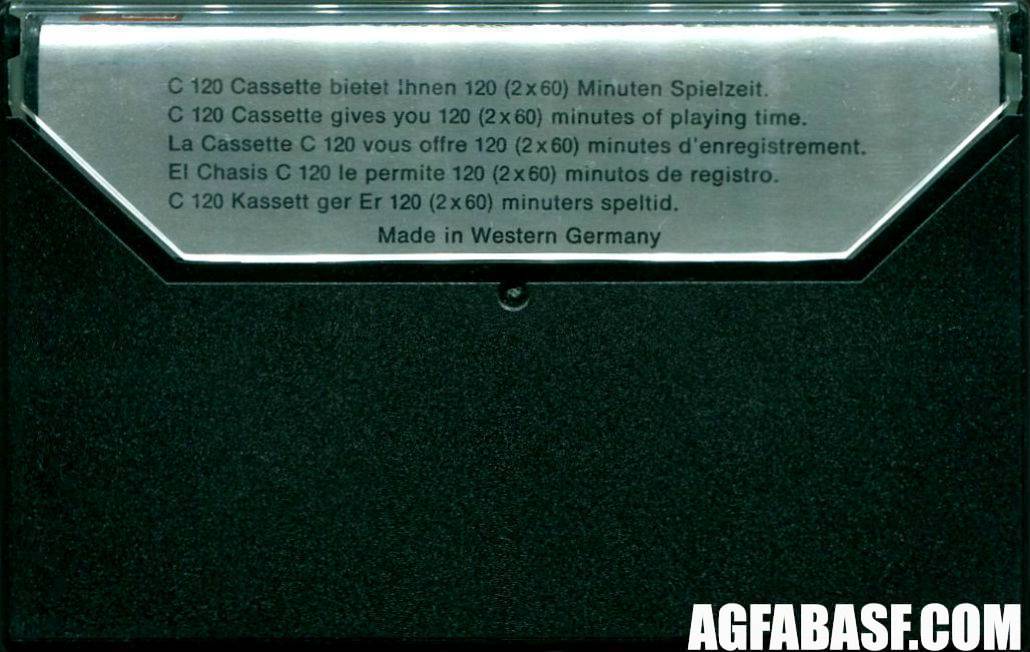 C 120 Cassette bietet Ihnen 120 (2x60) Minuten Spielzeit.
C 120 Cassette gives you 120 (2x60) minutes of playing time.
La Cassette C 120 vous offre 120 (2x60) minutes d'enregistrement.
El Chasis C 120 le permite 120 (2x60) minutos de registro.
C 120 Kassett ger Er 120 (2x60) minuters speltid.
Made in Western Germany
AGFABASF.COM